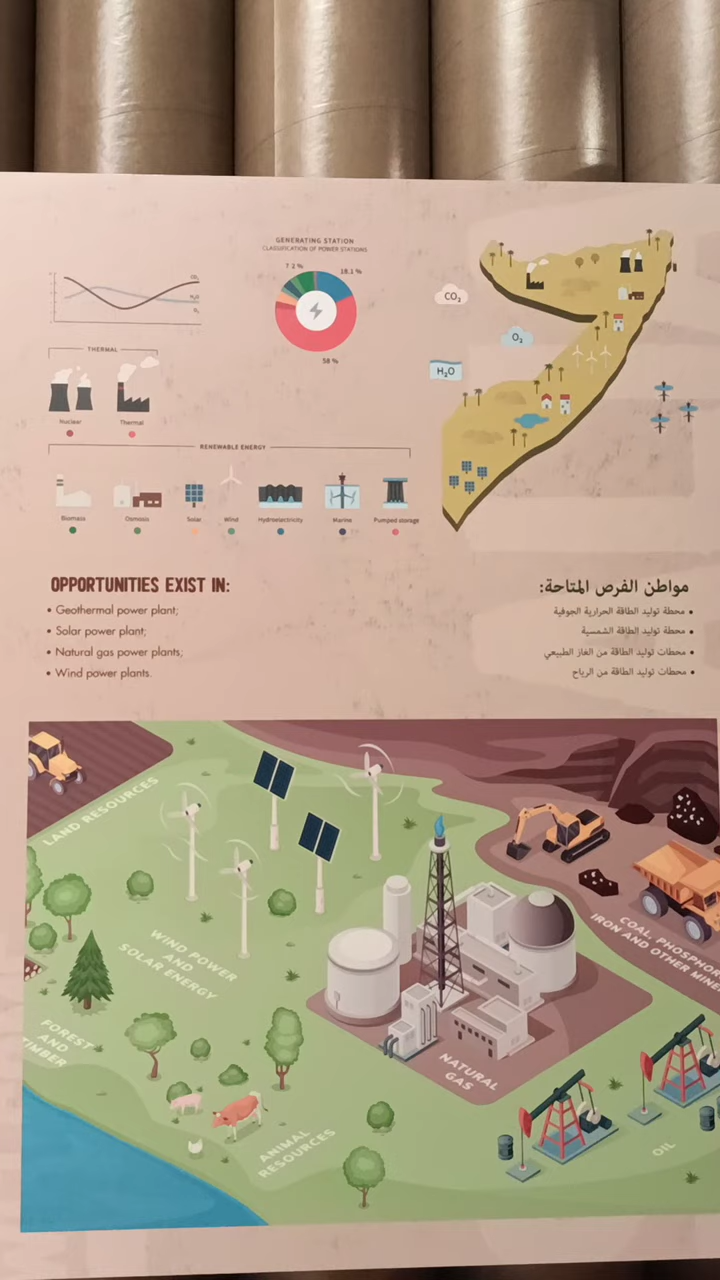 GENERATING STATION
CLASSIFICATION OF POWER STATIONS
7 2 %
18.1 %
58 %
CO₂
H₂O
O₂
CO₂
O₂
H₂O
THERMAL
Nuclear
Thermal
RENEWABLE ENERGY
Biomass
Osmosis
Solar
Wind
Hydroelectricity
Marine
Pumped storage
OPPORTUNITIES EXIST IN:
• Geothermal power plant;
• Solar power plant;
• Natural gas power plants;
• Wind power plants.
مواطن الفرص المتاحة:
• محطة توليد الطاقة الحرارية الجوفية
• محطة توليد الطاقة الشمسية
• محطات توليد الطاقة من الغاز الطبيعي
• محطات توليد الطاقة من الرياح
LAND RESOURCES
WIND POWER
AND
SOLAR ENERGY
FOREST
AND
TIMBER
ANIMAL
RESOURCES
NATURAL
GAS
COAL, PHOSPHOR
IRON AND OTHER MINE
OIL